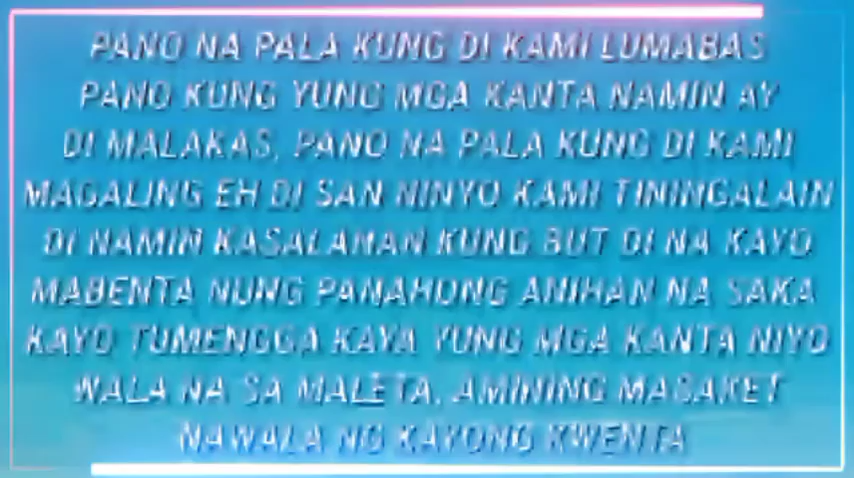 PANO NA PALA KUNG DI KAMI LUMABAS
PANO KUNG YUNG MGA KANTA NAMIN AY
DI MALAKAS, PANO NA PALA KUNG DI KAMI
MAGALING EH DI SAN NINYO KAMI TININGALAIN
DI NAMIN KASALANAN KUNG BUT DI NA KAYO
MABENTA NUNG PANAHONG ANIHAN NA SAKA
KAYO TUMENGGA KAYA YUNG MGA KANTA NIYO
WALA NA SA MALETA, AMINING MASAKET
NAWALA NG KAYONG KWENTA